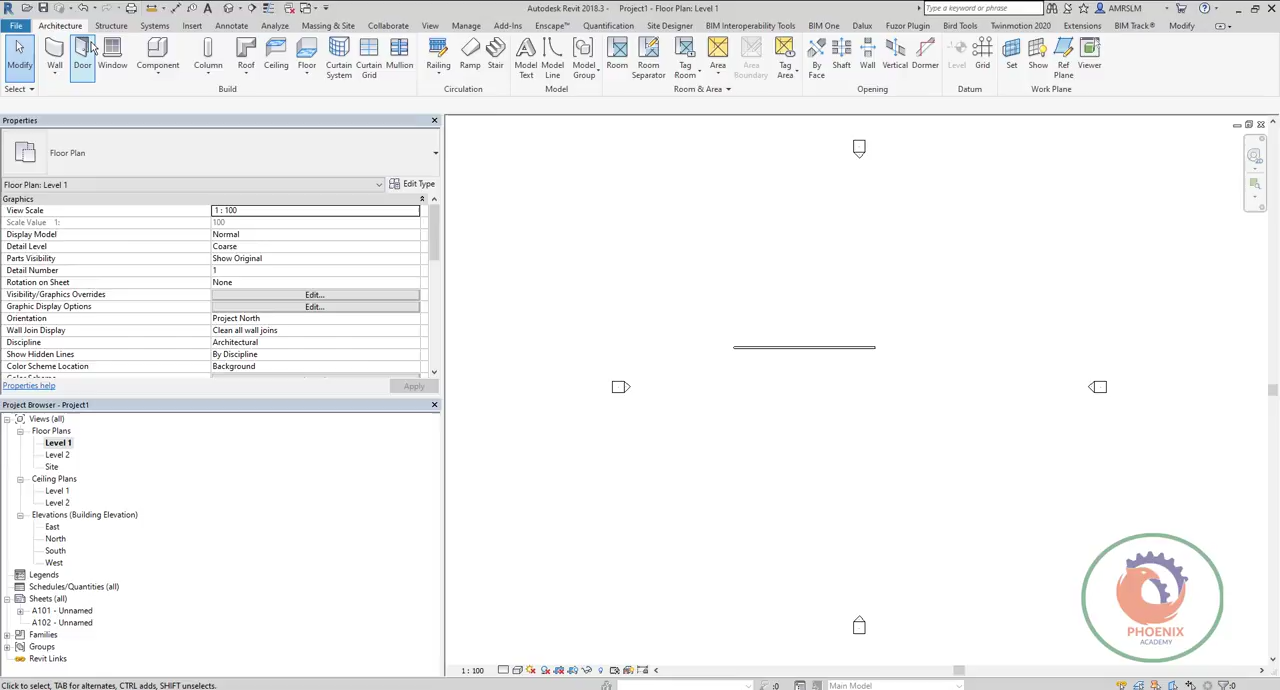 Autodesk Revit 2018.3 - Project1 - Floor Plan: Level 1
Type a keyword or phrase
AMRSLM
File Architecture Structure Systems Insert Annotate Analyze Massing & Site Collaborate View Manage Add-Ins Enscape™ Quantification Site Designer BIM Interoperability Tools BIM One Dalux Fuzor Plugin Bird Tools Twinmotion 2020 Extensions BIM Track® Modify
Modify Wall Door Window Component Column Roof Ceiling Floor Curtain System Curtain Grid Mullion Railing Ramp Stair Model Text Model Line Model Group Room Room Separator Tag Room Area Area Boundary Tag Area By Face Shaft Wall Vertical Dormer Level Grid Set Show Ref Plane Viewer
Select Build Circulation Model Room & Area Opening Datum Work Plane
Properties
Floor Plan
Floor Plan: Level 1 Edit Type
Graphics
View Scale 1 : 100
Scale Value 1: 100
Display Model Normal
Detail Level Coarse
Parts Visibility Show Original
Detail Number 1
Rotation on Sheet None
Visibility/Graphics Overrides Edit...
Graphic Display Options Edit...
Orientation Project North
Wall Join Display Clean all wall joins
Discipline Architectural
Show Hidden Lines By Discipline
Color Scheme Location Background
Properties help Apply
Project Browser - Project1
Views (all)
Floor Plans
Level 1
Level 2
Site
Ceiling Plans
Level 1
Level 2
Elevations (Building Elevation)
East
North
South
West
Legends
Schedules/Quantities (all)
Sheets (all)
A101 - Unnamed
A102 - Unnamed
Families
Groups
Revit Links
PHOENIX
ACADEMY
1 : 100
Click to select, TAB for alternates, CTRL adds, SHIFT unselects.
:0
Main Model
:0